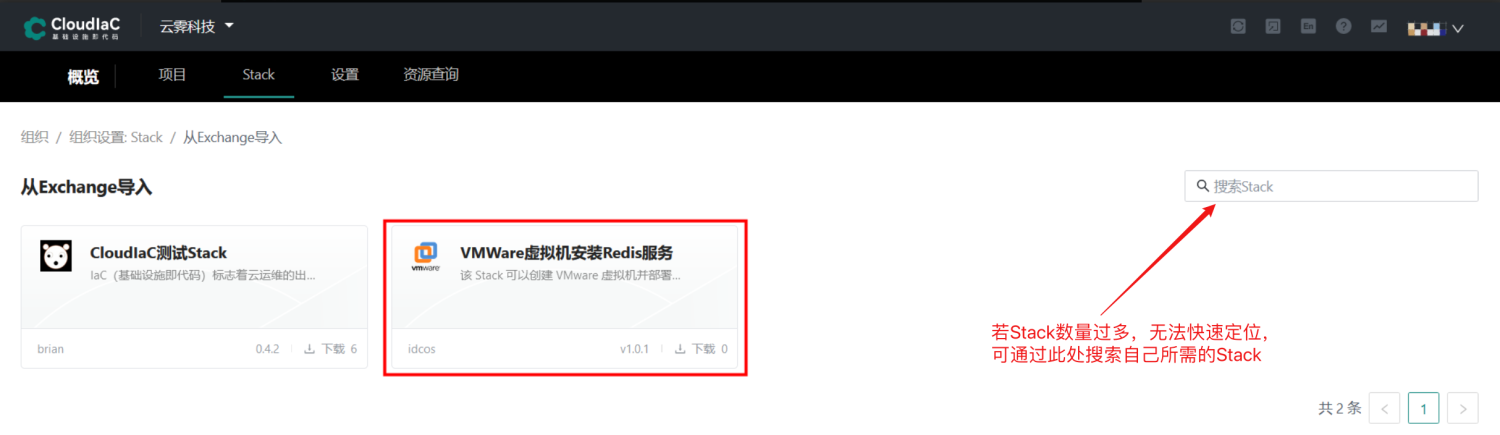 CloudIaC
基础设施即代码
云霁科技
En
概览
项目
Stack
设置
资源查询
组织 / 组织设置: Stack / 从Exchange导入
从Exchange导入
搜索Stack
CloudIaC测试Stack
IaC（基础设施即代码）标志着云运维的出...
brian
0.4.2
下载 6
vmware
VMWare虚拟机安装Redis服务
该 Stack 可以创建 VMware 虚拟机并部署...
idcos
v1.0.1
下载 0
若Stack数量过多，无法快速定位，
可通过此处搜索自己所需的Stack
共 2 条
< 1 >